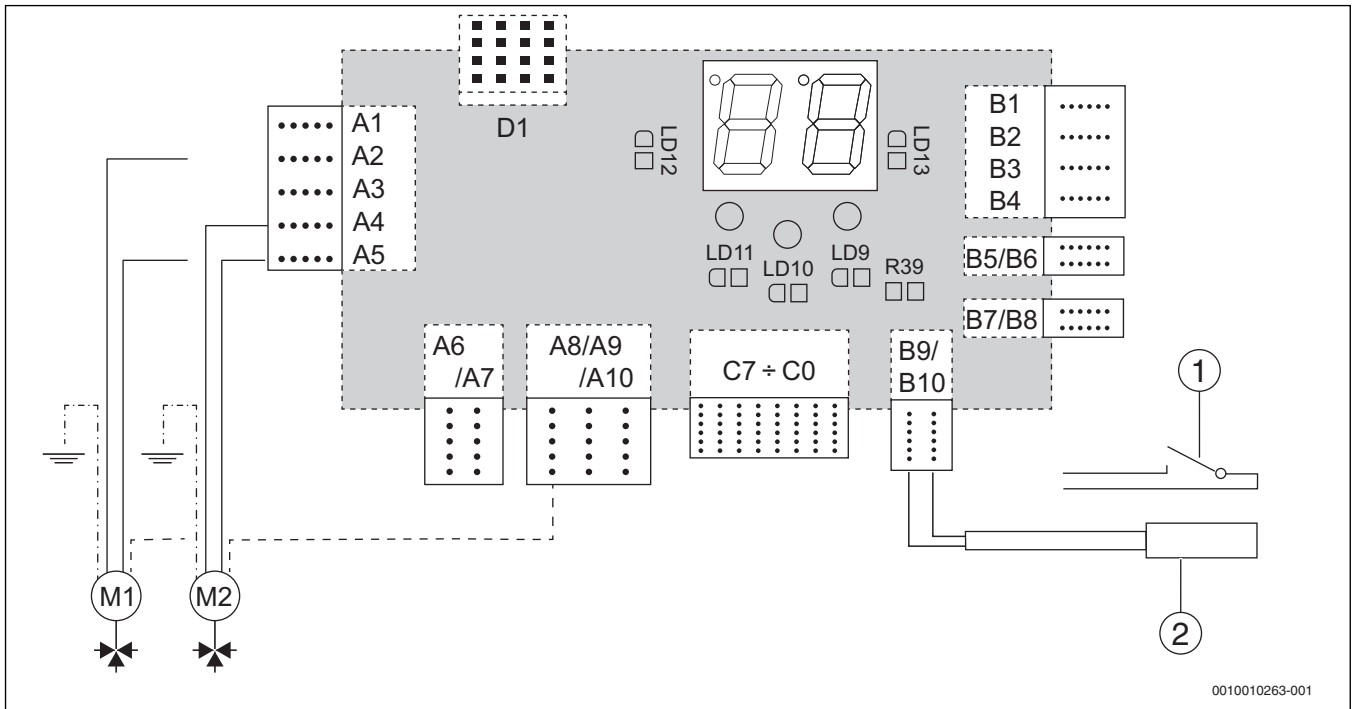 D1
A1
A2
A3
A4
A5
LD12
LD13
B1
B2
B3
B4
LD11
LD10
LD9
R39
B5/B6
B7/B8
A6
/A7
A8/A9
/A10
C7 ÷ C0
B9/
B10
1
M1
M2
2
0010010263-001